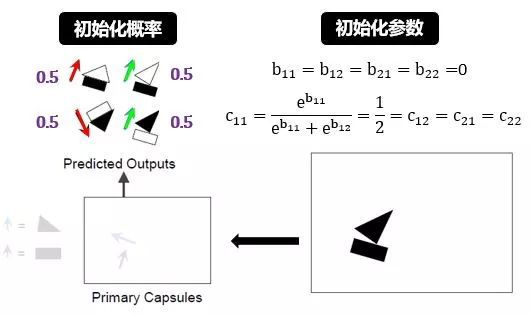 初始化概率
初始化参数
0.5 0.5
0.5 0.5
b₁₁ = b₁₂ = b₂₁ = b₂₂ =0
c₁₁ = e^b₁₁ / (e^b₁₁ + e^b₁₂) = 1/2 = c₁₂ = c₂₁ = c₂₂
Predicted Outputs
=
=
Primary Capsules